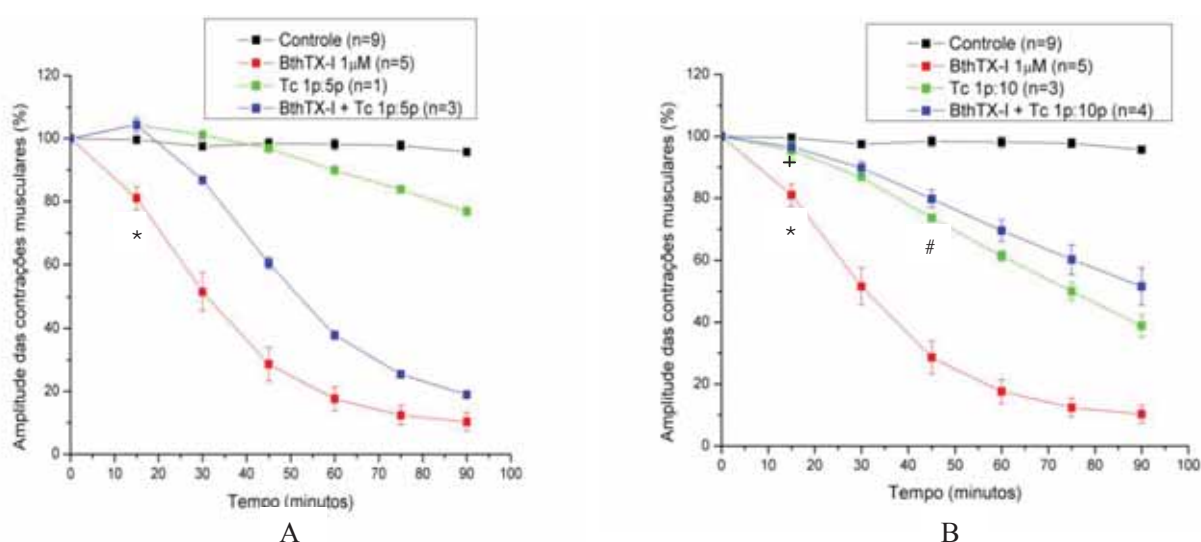 Controle (n=9)
BthTX-I 1µM (n=5)
Tc 1p:5p (n=1)
BthTX-I + Tc 1p:5p (n=3)
Amplitude das contrações musculares (%)
120
100
80
60
40
20
0
*
0 10 20 30 40 50 60 70 80 90 100
Tempo (minutos)
A
Controle (n=9)
BthTX-I 1µM (n=5)
Tc 1p:10 (n=3)
BthTX-I + Tc 1p:10p (n=4)
Amplitude das contrações musculares (%)
120
100
80
60
40
20
0
+
*
#
0 10 20 30 40 50 60 70 80 90 100
Tempo (minutos)
B